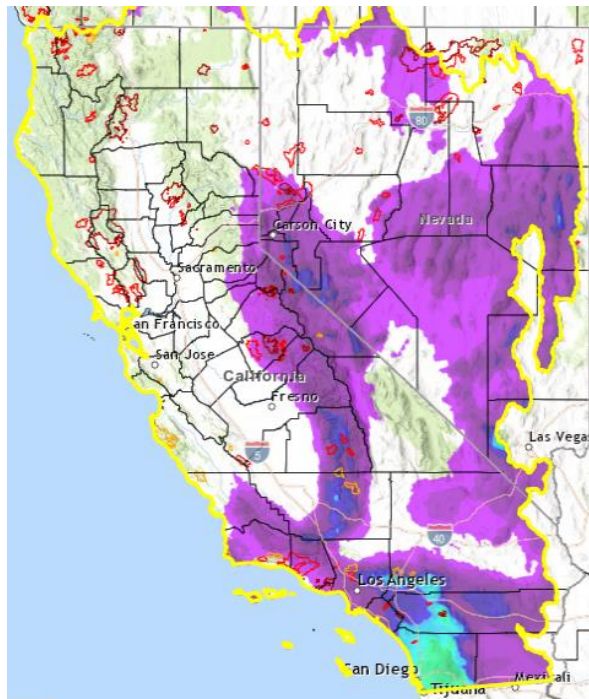 80
Nevada
Carson City
Sacramento
an Francisco
San Jose
California
Fresno
5
Las Vegas
40
Los Angeles
San Diego
Tijuana
Mexicali